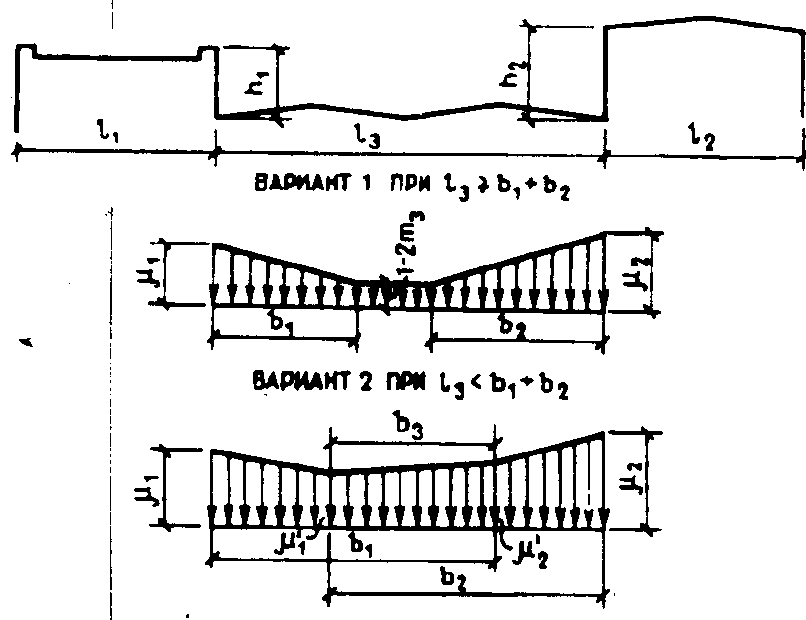 h₁ h₂
l₁ l₃ l₂
ВАРИАНТ 1 ПРИ l₃ ≥ b₁ + b₂
μ₁ 1-2m₃ μ₂
b₁ b₂
ВАРИАНТ 2 ПРИ l₃ < b₁ + b₂
b₃
μ₁ μ₂
μ'₁ b₁ μ'₂
b₂